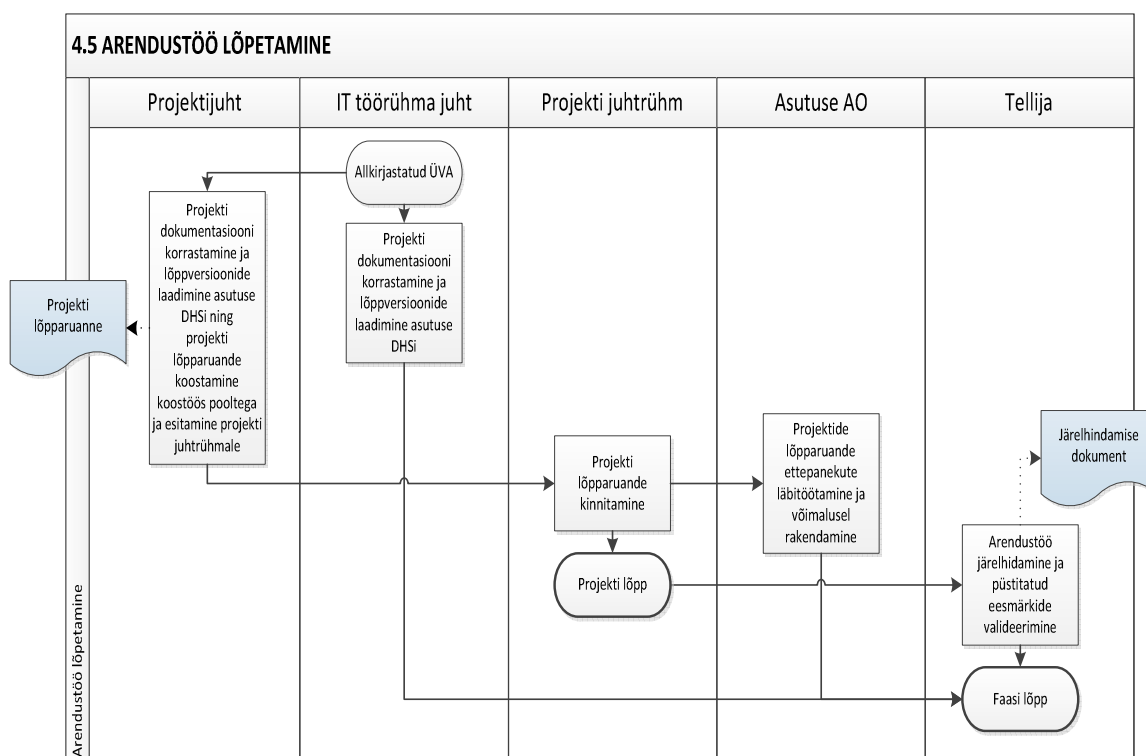 4.5 ARENDUSTÖÖ LÕPETAMINE
Projektijuht
IT töörühma juht
Projekti juhtrühm
Asutuse AO
Tellija
Allkirjastatud ÜVA
Projekti
dokumentasiooni
korrastamine ja
lõppversioonide
laadimine asutuse
DHSi ning
projekti
lõpparuande
koostamine
koostöös pooltega
ja esitamine projekti
juhtrühmale
Projekti
dokumentasiooni
korrastamine ja
lõppversioonide
laadimine asutuse
DHSi
Projekti
lõpparuanne
Projekti
lõpparuande
kinnitamine
Projektide
lõpparuande
ettepanekute
läbitöötamine ja
võimalusel
rakendamine
Järelhindamise
dokument
Projekti lõpp
Arendustöö
järelhidamine ja
püstitatud
eesmärkide
valideerimine
Faasi lõpp
Arendustöö lõpetamine